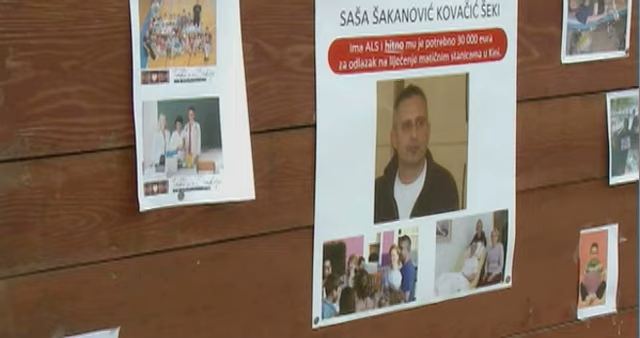 SAŠA ŠAKANOVIĆ KOVAČIĆ ŠEKI
Ima ALS i hitno mu je potrebno 30 000 eura
za odlazak na liječenje matičnim stanicama u Kini.